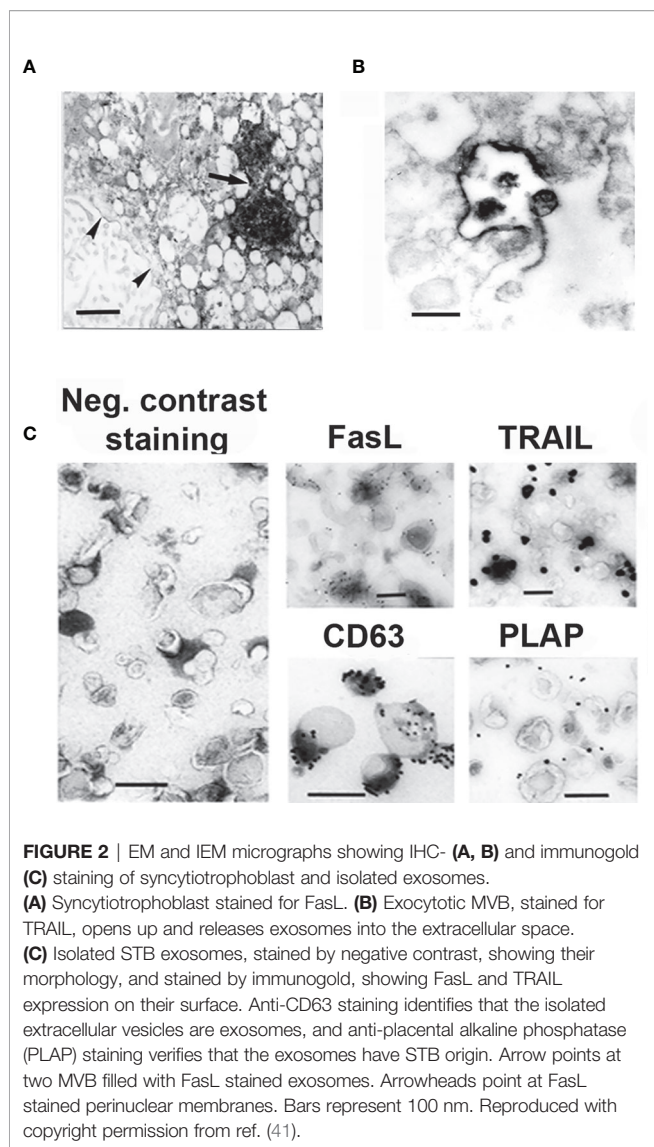 A
B
Neg. contrast
staining
C
FasL
TRAIL
CD63
PLAP
FIGURE 2 | EM and IEM micrographs showing IHC- (A, B) and immunogold
(C) staining of syncytiotrophoblast and isolated exosomes.
(A) Syncytiotrophoblast stained for FasL. (B) Exocytotic MVB, stained for
TRAIL, opens up and releases exosomes into the extracellular space.
(C) Isolated STB exosomes, stained by negative contrast, showing their
morphology, and stained by immunogold, showing FasL and TRAIL
expression on their surface. Anti-CD63 staining identifies that the isolated
extracellular vesicles are exosomes, and anti-placental alkaline phosphatase
(PLAP) staining verifies that the exosomes have STB origin. Arrow points at
two MVB filled with FasL stained exosomes. Arrowheads point at FasL
stained perinuclear membranes. Bars represent 100 nm. Reproduced with
copyright permission from ref. (41).